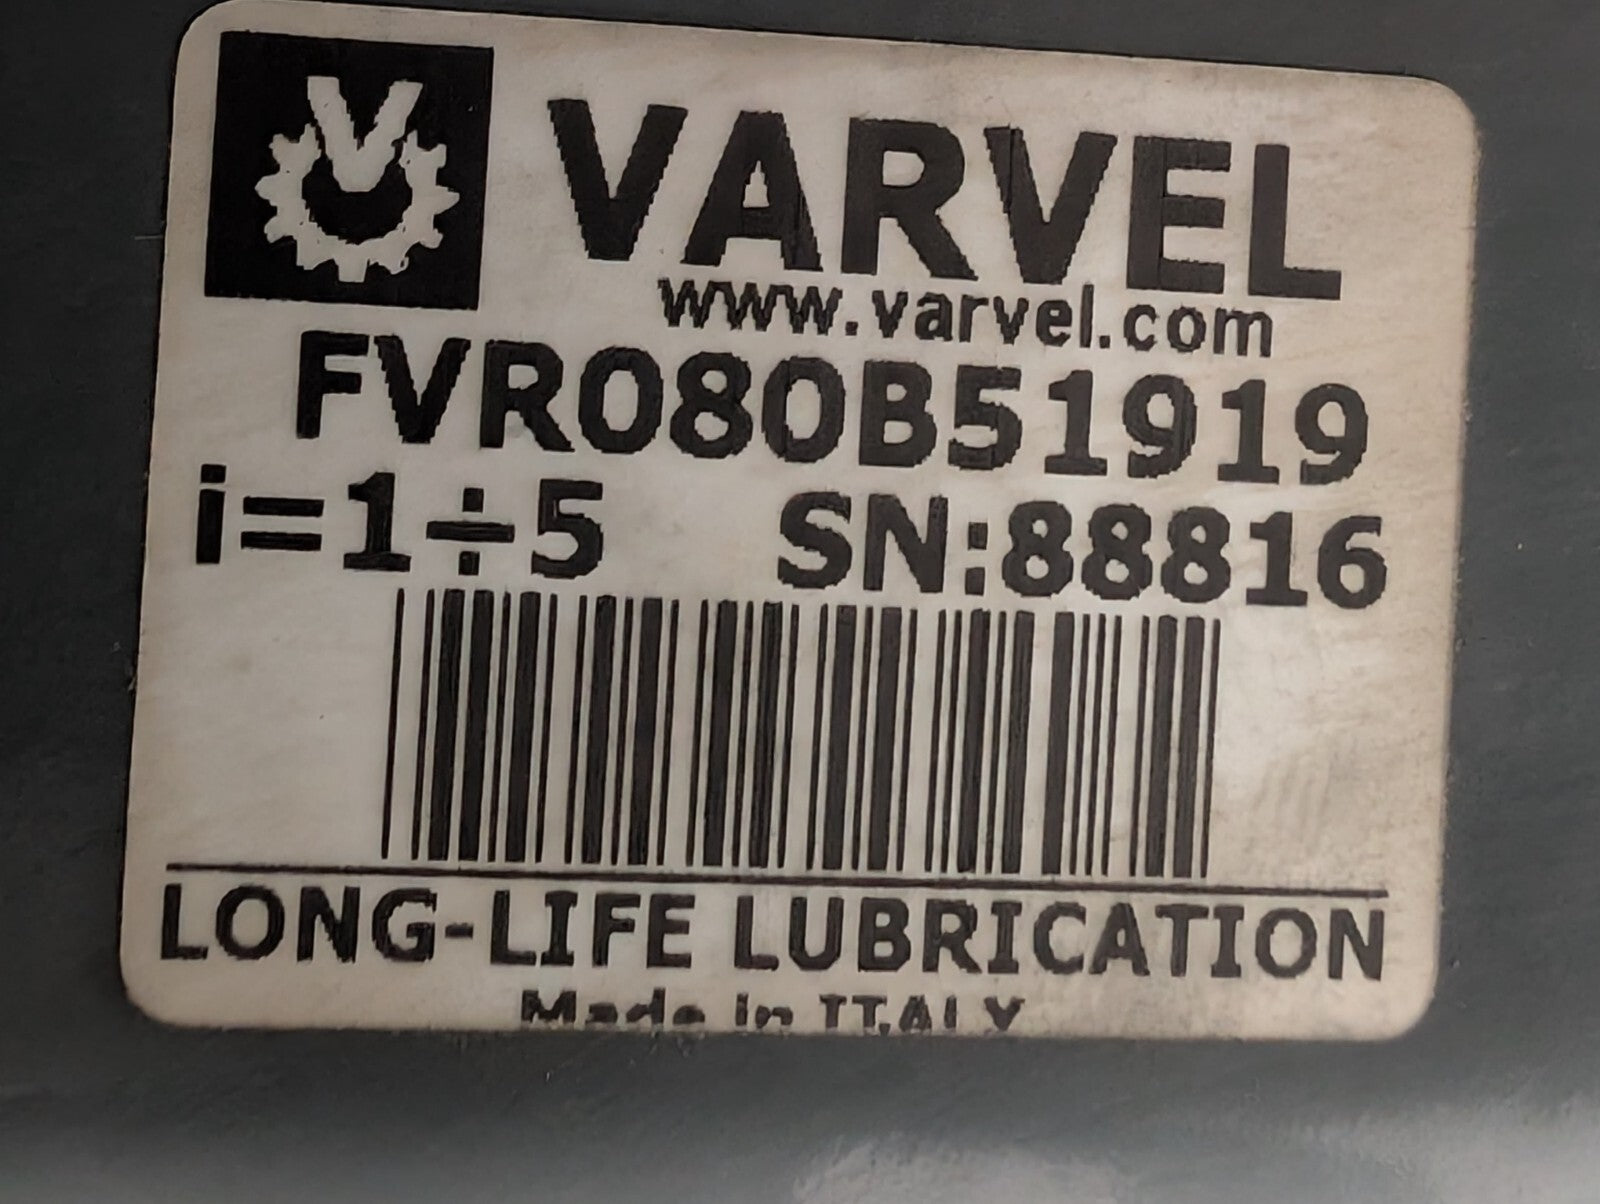 VARVEL
www.varvel.com
FVR080B51919
i=1÷5 SN:88816
LONG-LIFE LUBRICATION
Made in ITALY